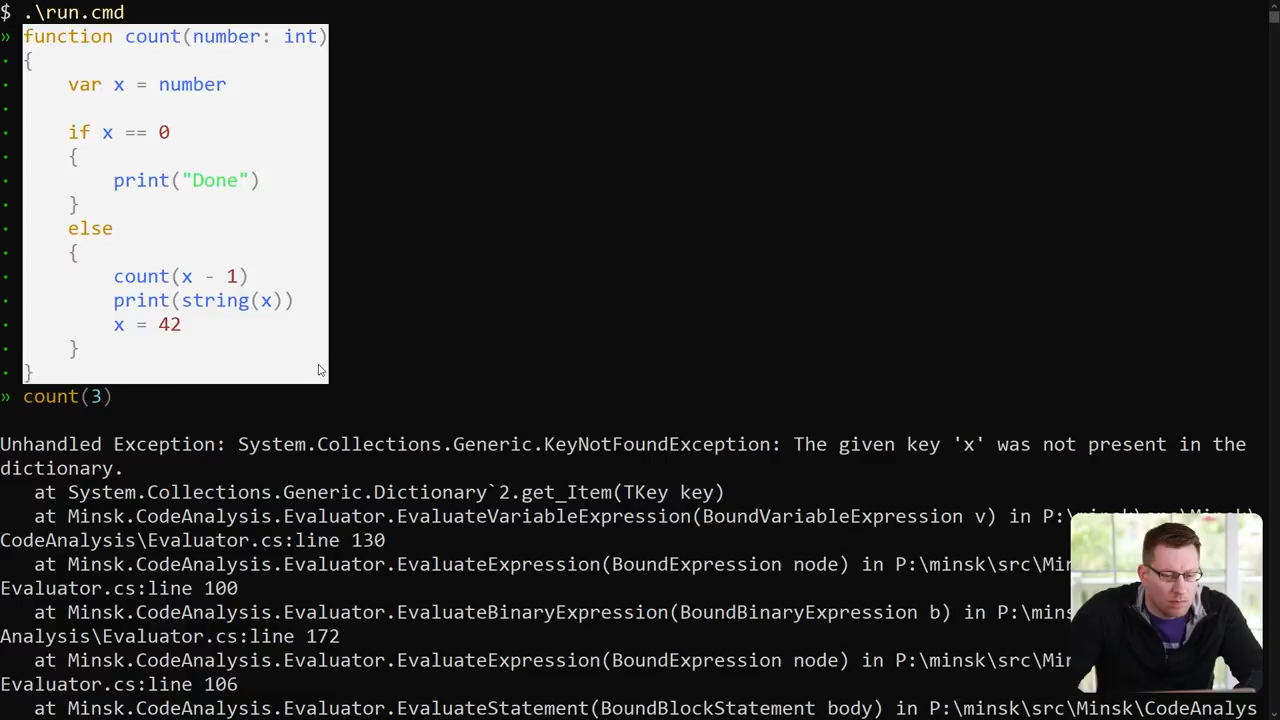 $ .\run.cmd
» function count(number: int)
· {
·     var x = number
·
·     if x == 0
·     {
·         print("Done")
·     }
·     else
·     {
·         count(x - 1)
·         print(string(x))
·         x = 42
·     }
· }
» count(3)
Unhandled Exception: System.Collections.Generic.KeyNotFoundException: The given key 'x' was not present in the
dictionary.
   at System.Collections.Generic.Dictionary`2.get_Item(TKey key)
   at Minsk.CodeAnalysis.Evaluator.EvaluateVariableExpression(BoundVariableExpression v) in P:\minsk\src\Minsk\
CodeAnalysis\Evaluator.cs:line 130
   at Minsk.CodeAnalysis.Evaluator.EvaluateExpression(BoundExpression node) in P:\minsk\src\Min
Evaluator.cs:line 100
   at Minsk.CodeAnalysis.Evaluator.EvaluateBinaryExpression(BoundBinaryExpression b) in P:\mins
Analysis\Evaluator.cs:line 172
   at Minsk.CodeAnalysis.Evaluator.EvaluateExpression(BoundExpression node) in P:\minsk\src\Min
Evaluator.cs:line 106
   at Minsk.CodeAnalysis.Evaluator.EvaluateStatement(BoundBlockStatement body) in P:\minsk\src\Minsk\CodeAnalys